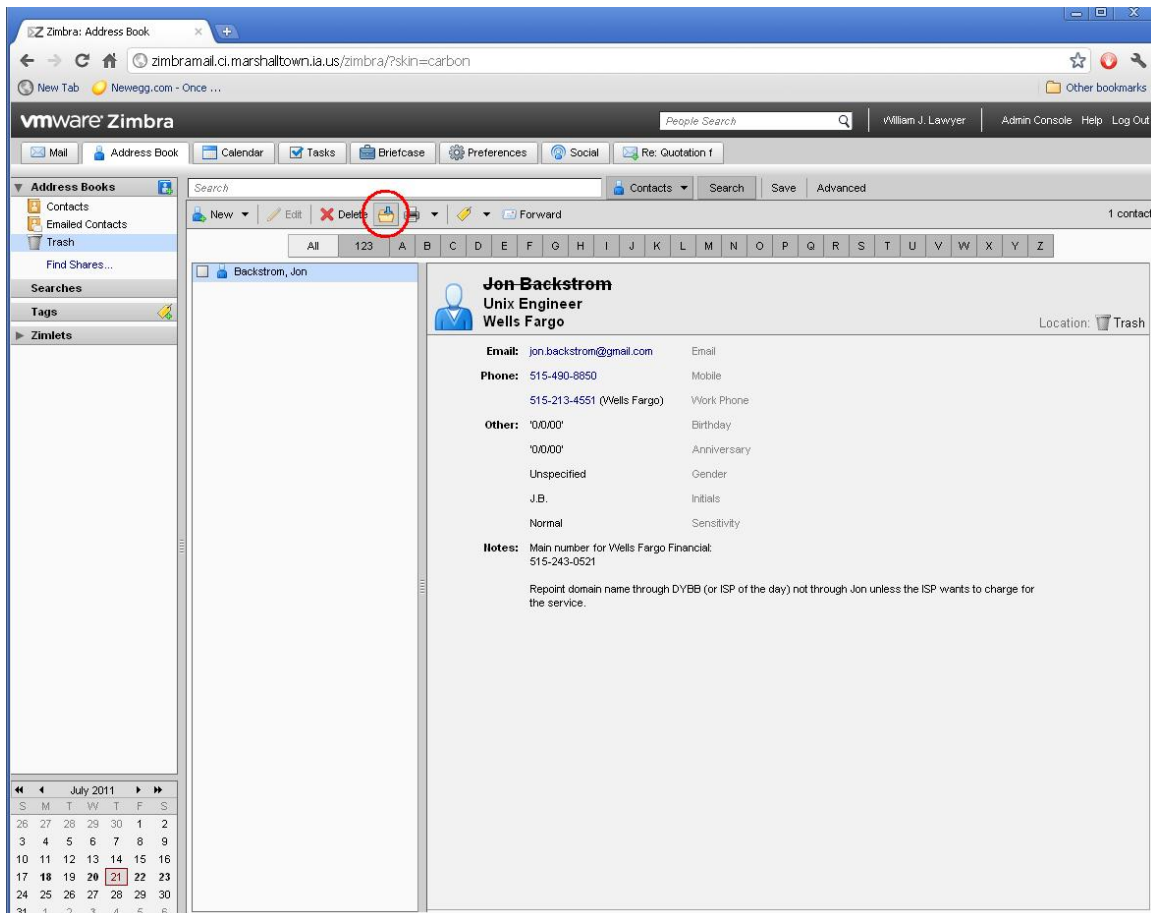 Zimbra: Address Book
zimbramail.ci.marshalltown.ia.us/zimbra/?skin=carbon
New Tab Newegg.com - Once ... Other bookmarks
vmware Zimbra People Search William J. Lawyer Admin Console Help Log Out
Mail Address Book Calendar Tasks Briefcase Preferences Social Re: Quotation f
Address Books Search Contacts Search Save Advanced
Contacts
Emailed Contacts
Trash
Find Shares...
Searches
Tags
Zimlets
New Edit Delete Forward 1 contact
All 123 A B C D E F G H I J K L M N O P Q R S T U V W X Y Z
Backstrom, Jon
Jon Backstrom
Unix Engineer
Wells Fargo
Location: Trash
Email: jon.backstrom@gmail.com Email
Phone: 515-490-8850 Mobile
515-213-4551 (Wells Fargo) Work Phone
Other: '0/0/00' Birthday
'0/0/00' Anniversary
Unspecified Gender
J.B. Initials
Normal Sensitivity
Notes: Main number for Wells Fargo Financial:
515-243-0521
Repoint domain name through DYBB (or ISP of the day) not through Jon unless the ISP wants to charge for
the service.
July 2011
S M T W T F S
26 27 28 29 30 1 2
3 4 5 6 7 8 9
10 11 12 13 14 15 16
17 18 19 20 21 22 23
24 25 26 27 28 29 30
31 1 2 3 4 5 6